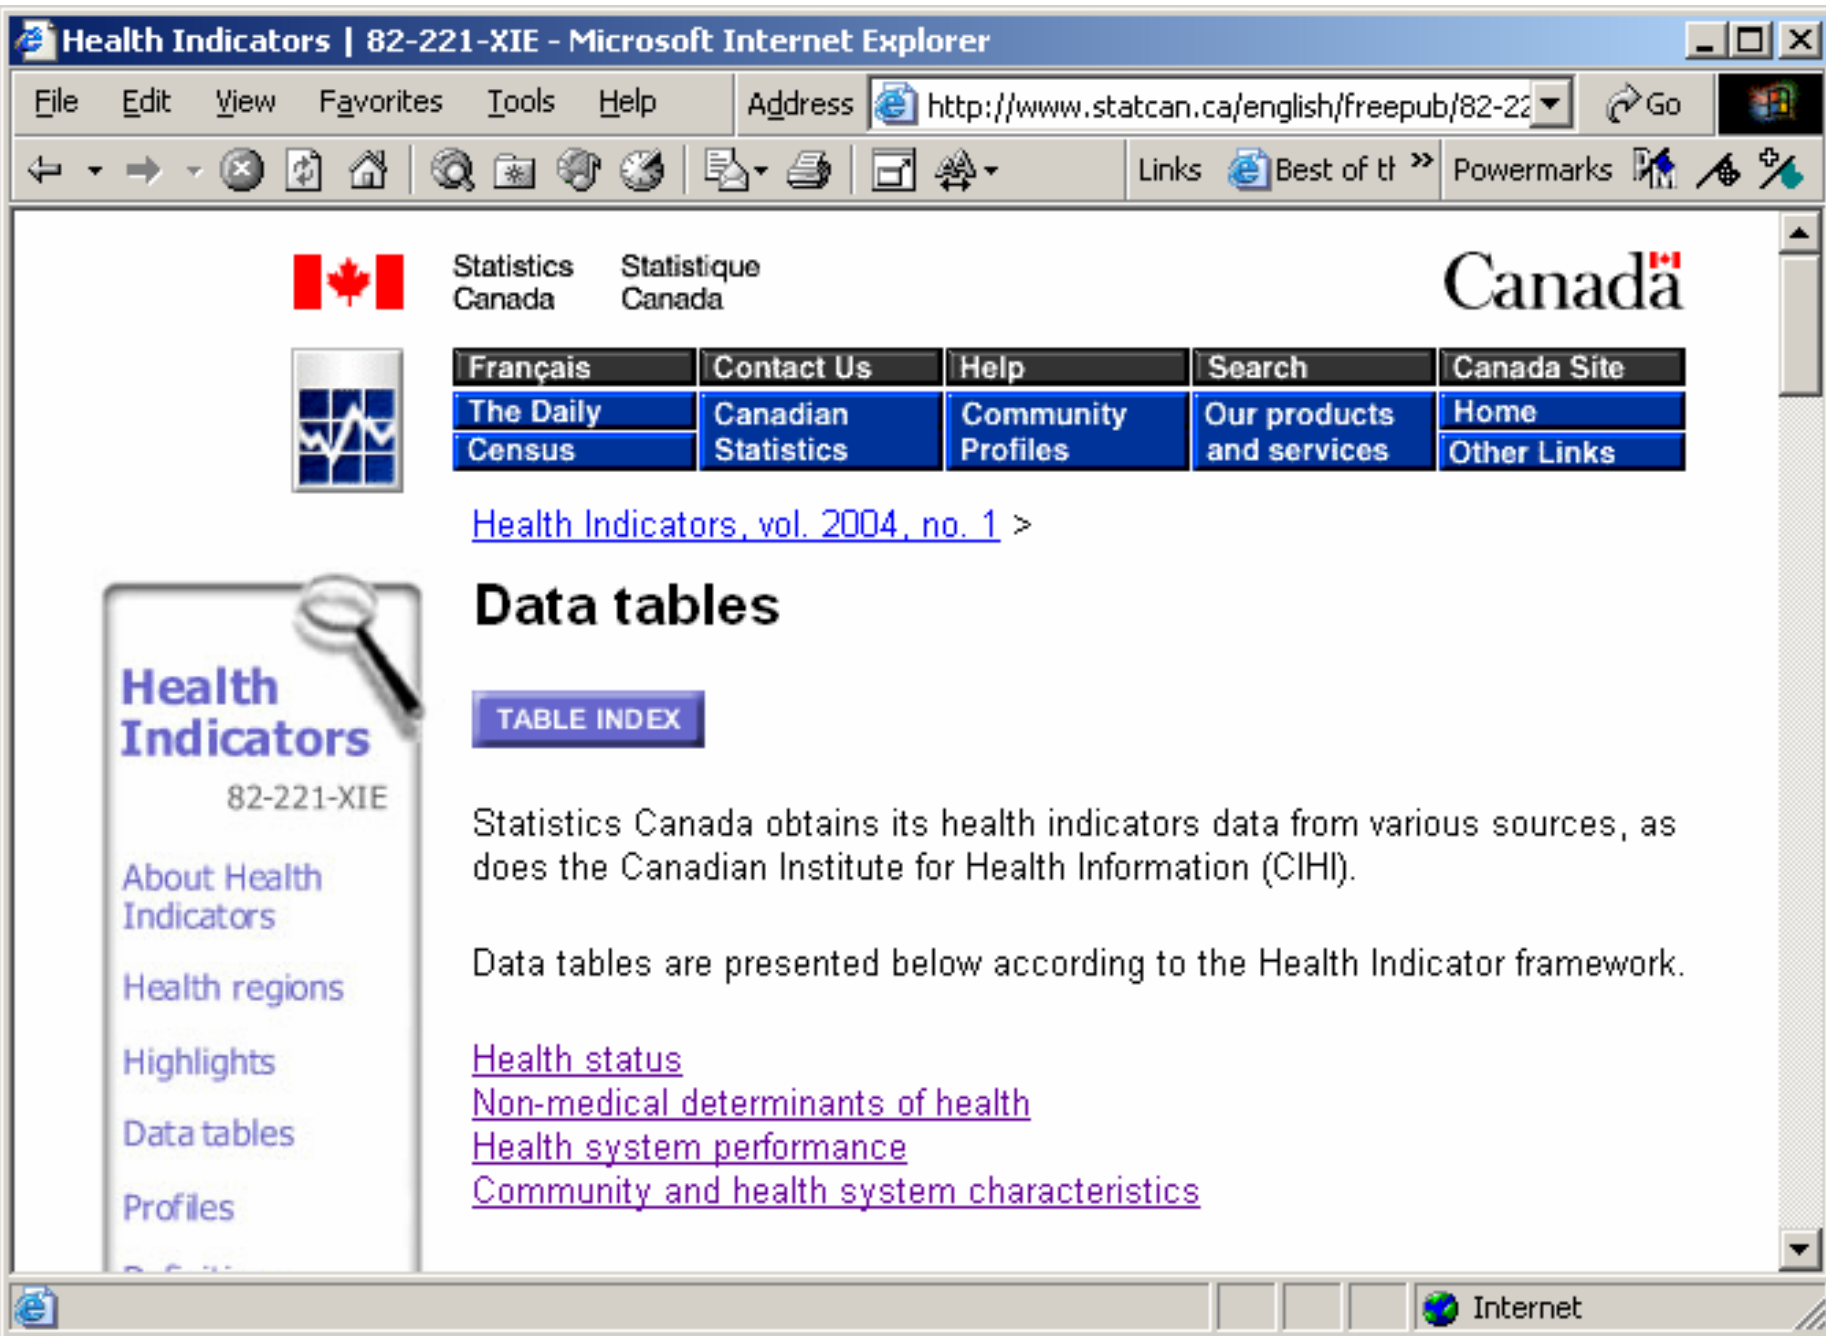 Health Indicators | 82-221-XIE - Microsoft Internet Explorer
File Edit View Favorites Tools Help Address http://www.statcan.ca/english/freepub/82-22 Go
Links Best of tl » Powermarks
Statistics Canada
Statistique Canada
Canada
Français Contact Us Help Search Canada Site
The Daily
Census
Canadian Statistics
Community Profiles
Our products and services
Home
Other Links
Health Indicators, vol. 2004, no. 1 >
Data tables
TABLE INDEX
Statistics Canada obtains its health indicators data from various sources, as
does the Canadian Institute for Health Information (CIHI).
Data tables are presented below according to the Health Indicator framework.
Health status
Non-medical determinants of health
Health system performance
Community and health system characteristics
Health
Indicators
82-221-XIE
About Health
Indicators
Health regions
Highlights
Data tables
Profiles
Internet